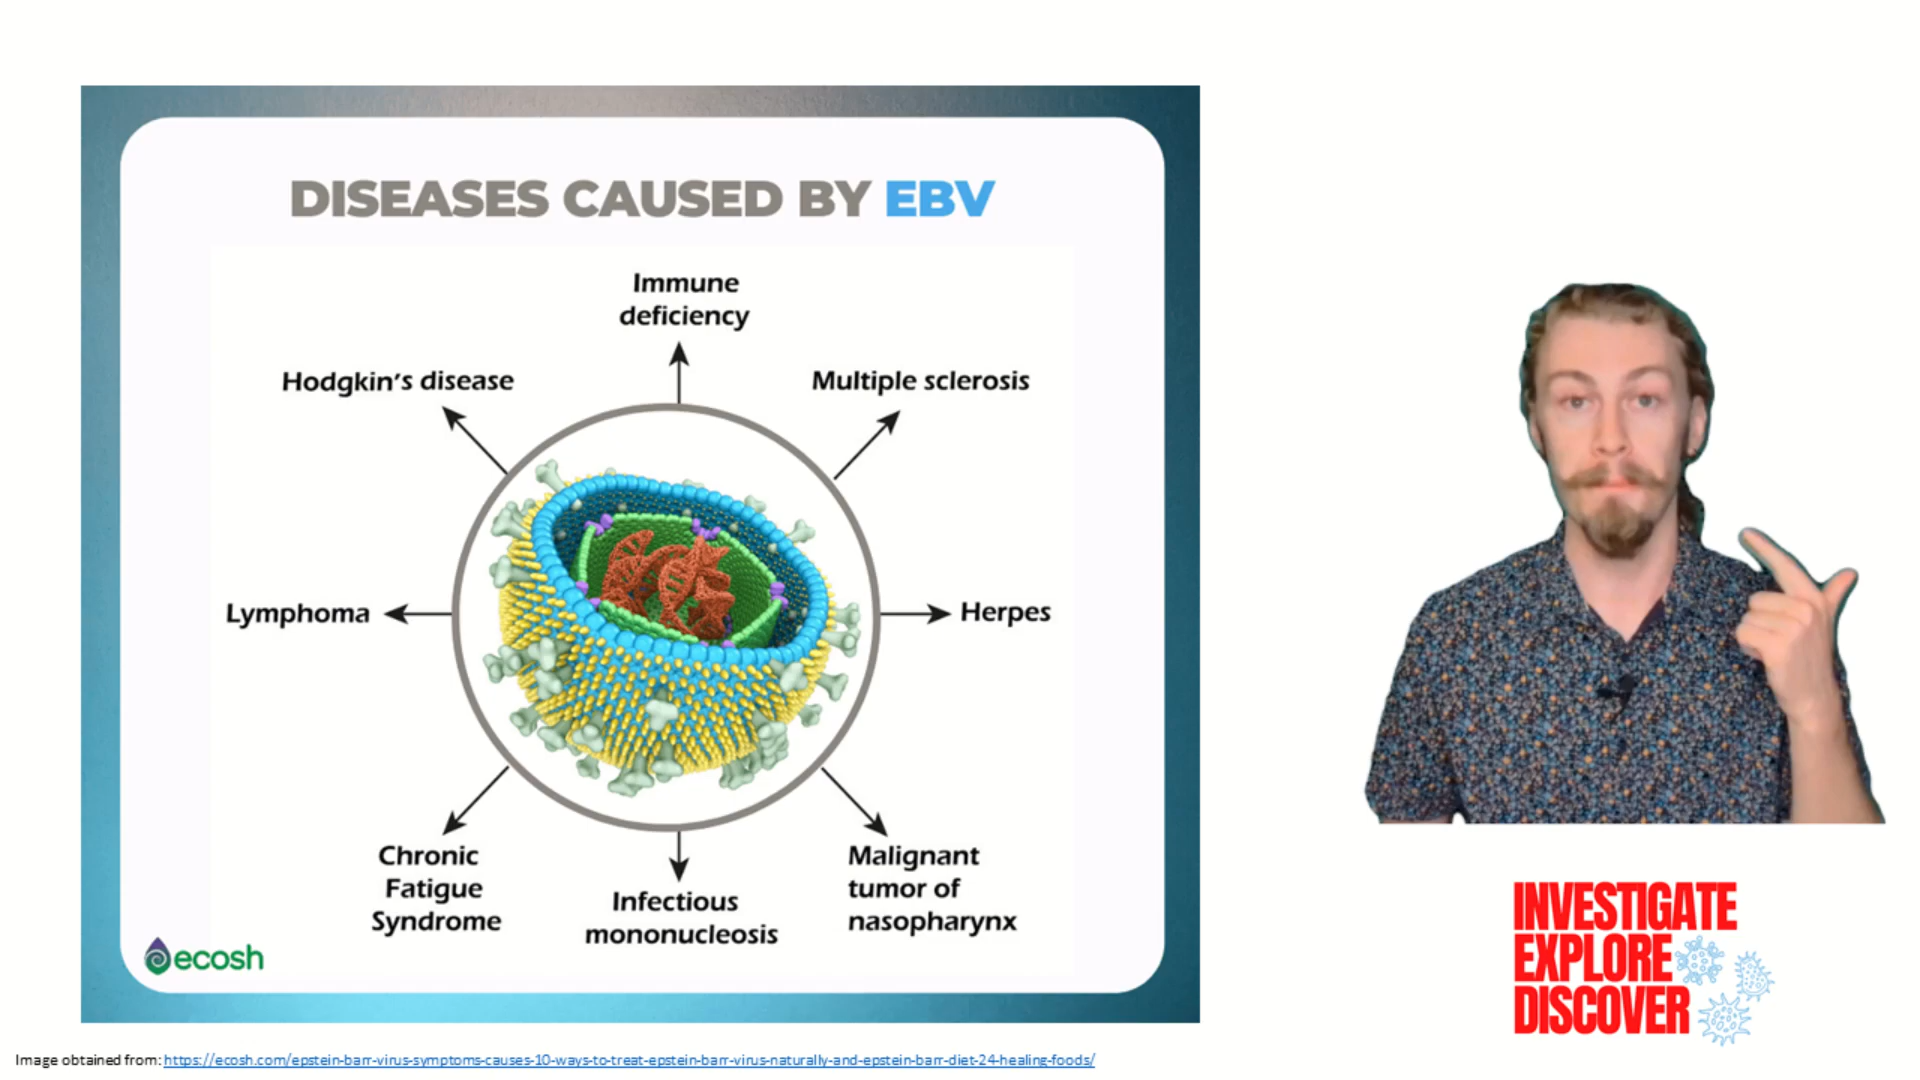 DISEASES CAUSED BY EBV
Immune
deficiency
Hodgkin's disease
Multiple sclerosis
Lymphoma
Herpes
Chronic
Fatigue
Syndrome
Infectious
mononucleosis
Malignant
tumor of
nasopharynx
ecosh
INVESTIGATE
EXPLORE
DISCOVER
Image obtained from: https://ecosh.com/epstein-barr-virus-symptoms-causes-10-ways-to-treat-epstein-barr-virus-naturally-and-epstein-barr-diet-24-healing-foods/